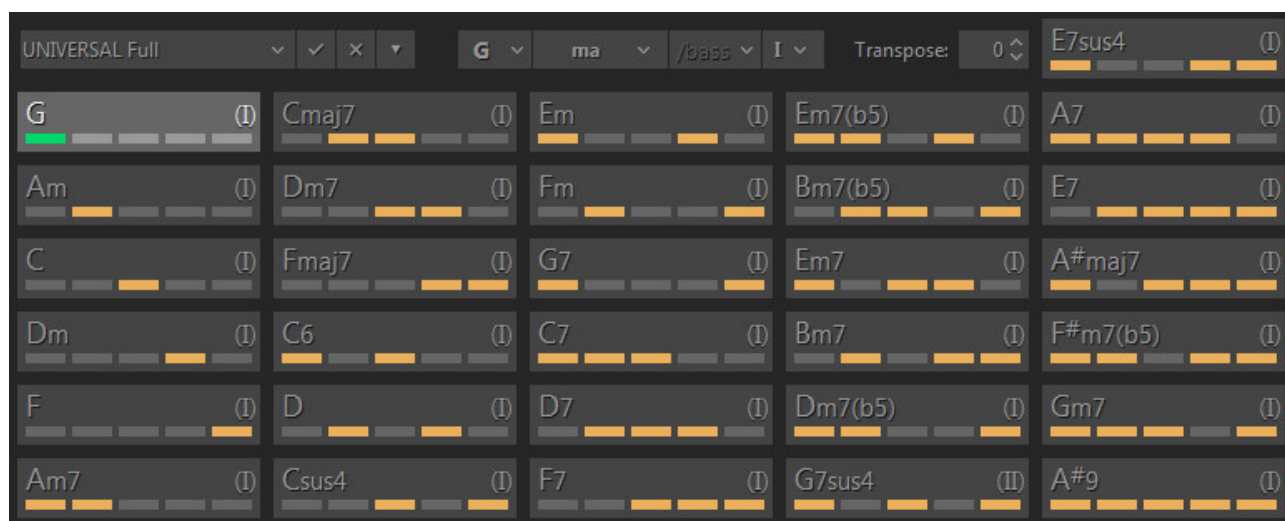 UNIVERSAL Full G ma /bass I Transpose: 0 E7sus4 (I)
G (I) Cmaj7 (I) Em (I) Em7(b5) (I) A7 (I)
Am (I) Dm7 (I) Fm (I) Bm7(b5) (I) E7 (I)
C (I) Fmaj7 (I) G7 (I) Em7 (I) A#maj7 (I)
Dm (I) C6 (I) C7 (I) Bm7 (I) F#m7(b5) (I)
F (I) D (I) D7 (I) Dm7(b5) (I) Gm7 (I)
Am7 (I) Csus4 (I) F7 (I) G7sus4 (II) A#9 (I)